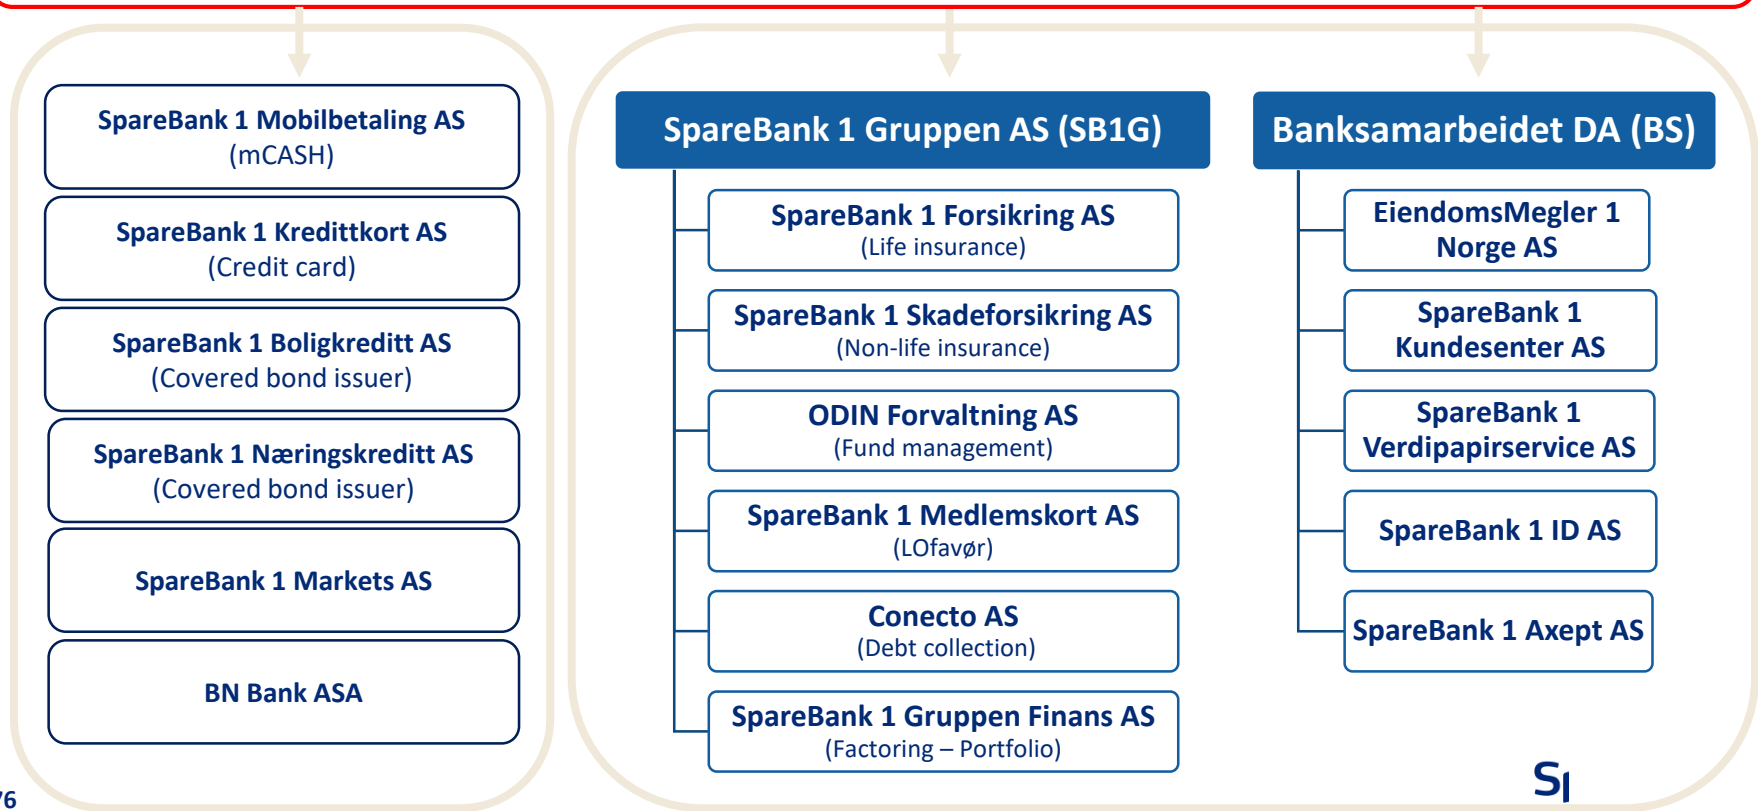 SpareBank 1 Mobilbetaling AS
(mCASH)
SpareBank 1 Kredittkort AS
(Credit card)
SpareBank 1 Boligkreditt AS
(Covered bond issuer)
SpareBank 1 Næringskreditt AS
(Covered bond issuer)
SpareBank 1 Markets AS
BN Bank ASA
SpareBank 1 Gruppen AS (SB1G)
SpareBank 1 Forsikring AS
(Life insurance)
SpareBank 1 Skadeforsikring AS
(Non-life insurance)
ODIN Forvaltning AS
(Fund management)
SpareBank 1 Medlemskort AS
(LOfavør)
Conecto AS
(Debt collection)
SpareBank 1 Gruppen Finans AS
(Factoring – Portfolio)
Banksamarbeidet DA (BS)
EiendomsMegler 1
Norge AS
SpareBank 1
Kundesenter AS
SpareBank 1
Verdipapirservice AS
SpareBank 1 ID AS
SpareBank 1 Axept AS